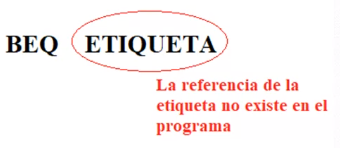 BEQ ETIQUETA
La referencia de la
etiqueta no existe en el
programa